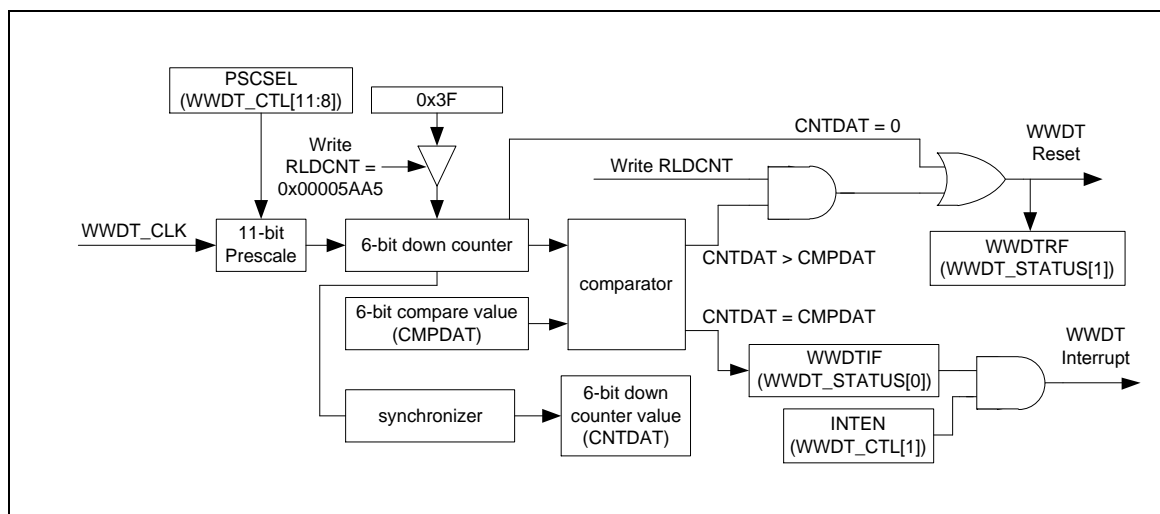 PSCSEL
(WWDT_CTL[11:8])
0x3F
Write
RLDCNT =
0x00005AA5
CNTDAT = 0
WWDT
Reset
Write RLDCNT
WWDT_CLK
11-bit
Prescale
6-bit down counter
comparator
CNTDAT > CMPDAT
WWDTRF
(WWDT_STATUS[1])
6-bit compare value
(CMPDAT)
CNTDAT = CMPDAT
WWDTIF
(WWDT_STATUS[0])
WWDT
Interrupt
synchronizer
6-bit down
counter value
(CNTDAT)
INTEN
(WWDT_CTL[1])